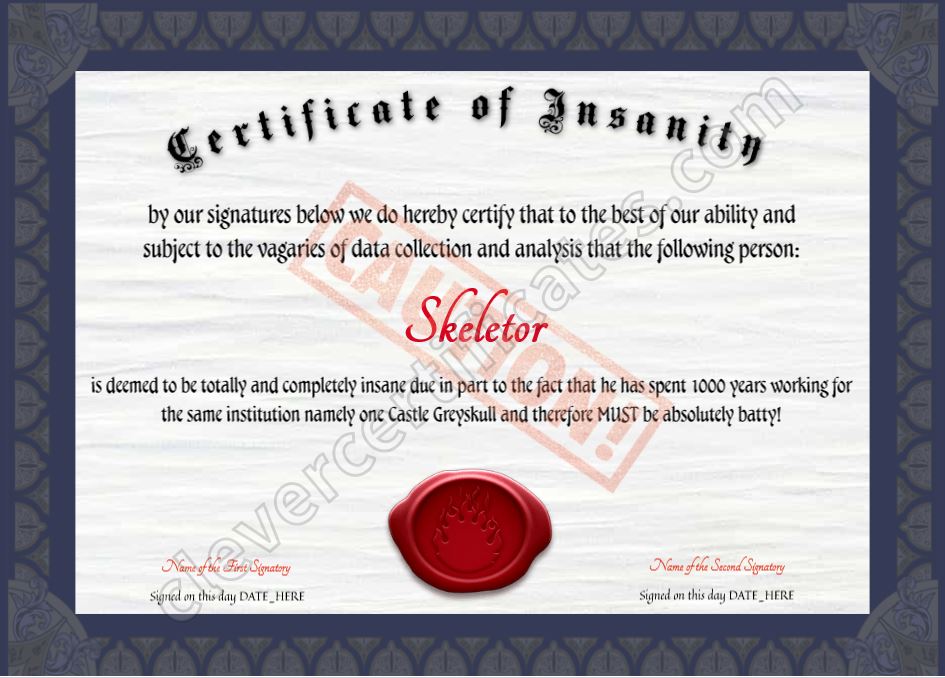 Certificate of Insanity
by our signatures below we do hereby certify that to the best of our ability and
subject to the vagaries of data collection and analysis that the following person:
CAUTION!
Skeletor
is deemed to be totally and completely insane due in part to the fact that he has spent 1000 years working for
the same institution namely one Castle Greyskull and therefore MUST be absolutely batty!
clevercertificates.com
Name of the First Signatory
Name of the Second Signatory
Signed on this day DATE_HERE
Signed on this day DATE_HERE